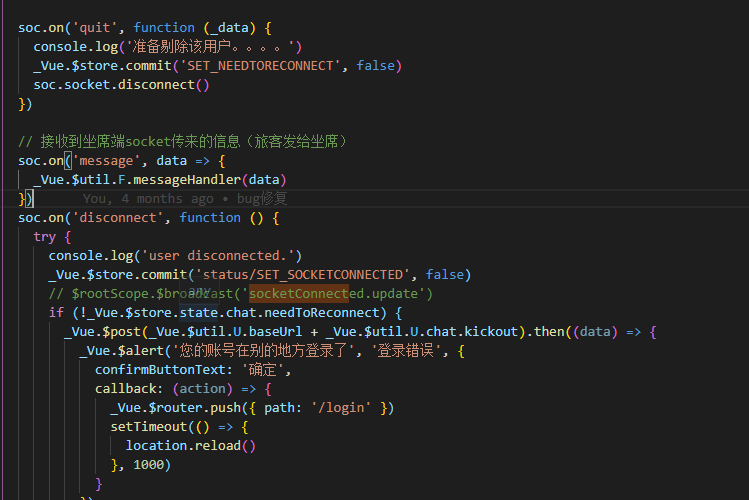 soc.on('quit', function (_data) {
console.log('准备剔除该用户。。。。')
_Vue.$store.commit('SET_NEEDTORECONNECT', false)
soc.socket.disconnect()
})
// 接收到坐席端socket传来的信息（旅客发给坐席）
soc.on('message', data => {
_Vue.$util.F.messageHandler(data)
}) You, 4 months ago • bug修复
soc.on('disconnect', function () {
try {
console.log('user disconnected.')
_Vue.$store.commit('status/SET_SOCKETCONNECTED', false)
// $rootScope.$broadcast('socketConnected.update')
if (!_Vue.$store.state.chat.needToReconnect) {
_Vue.$post(_Vue.$util.U.baseUrl + _Vue.$util.U.chat.kickout).then((data) => {
_Vue.$alert('您的账号在别的地方登录了', '登录错误', {
confirmButtonText: '确定',
callback: (action) => {
_Vue.$router.push({ path: '/login' })
setTimeout(() => {
location.reload()
}, 1000)
}
})